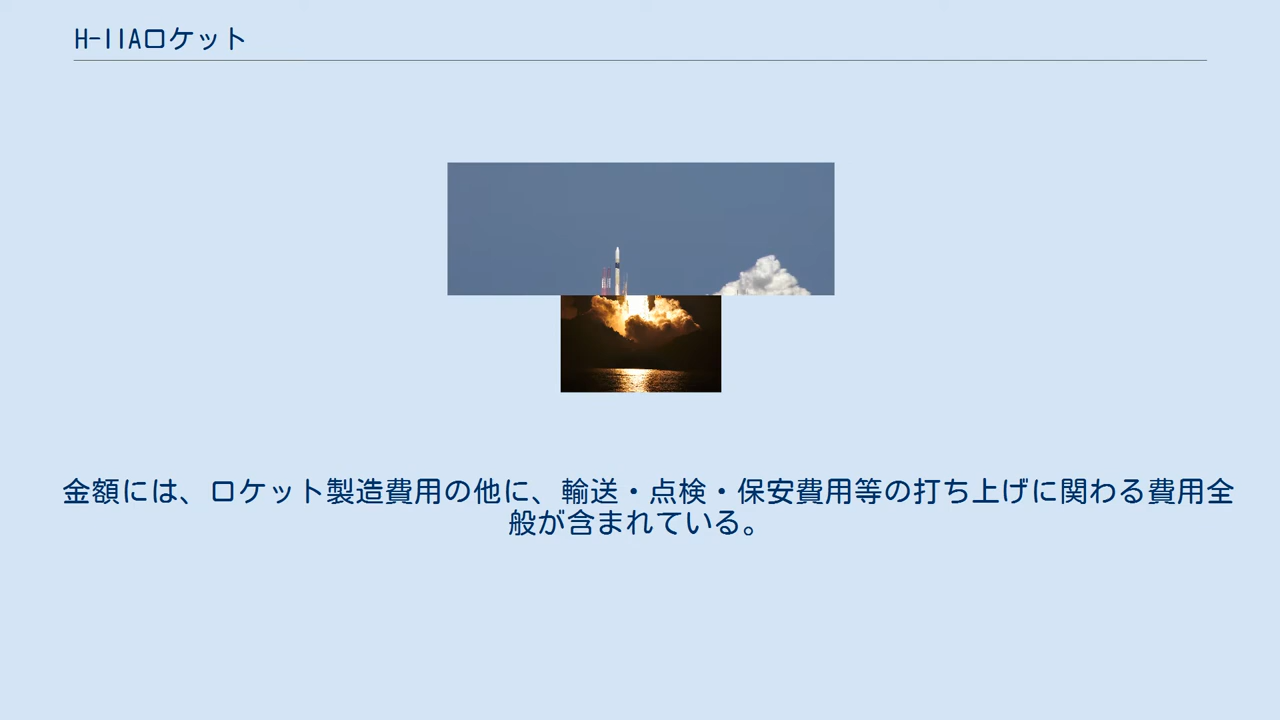 H-IIAロケット
金額には、ロケット製造費用の他に、輸送・点検・保安費用等の打ち上げに関わる費用全
般が含まれている。